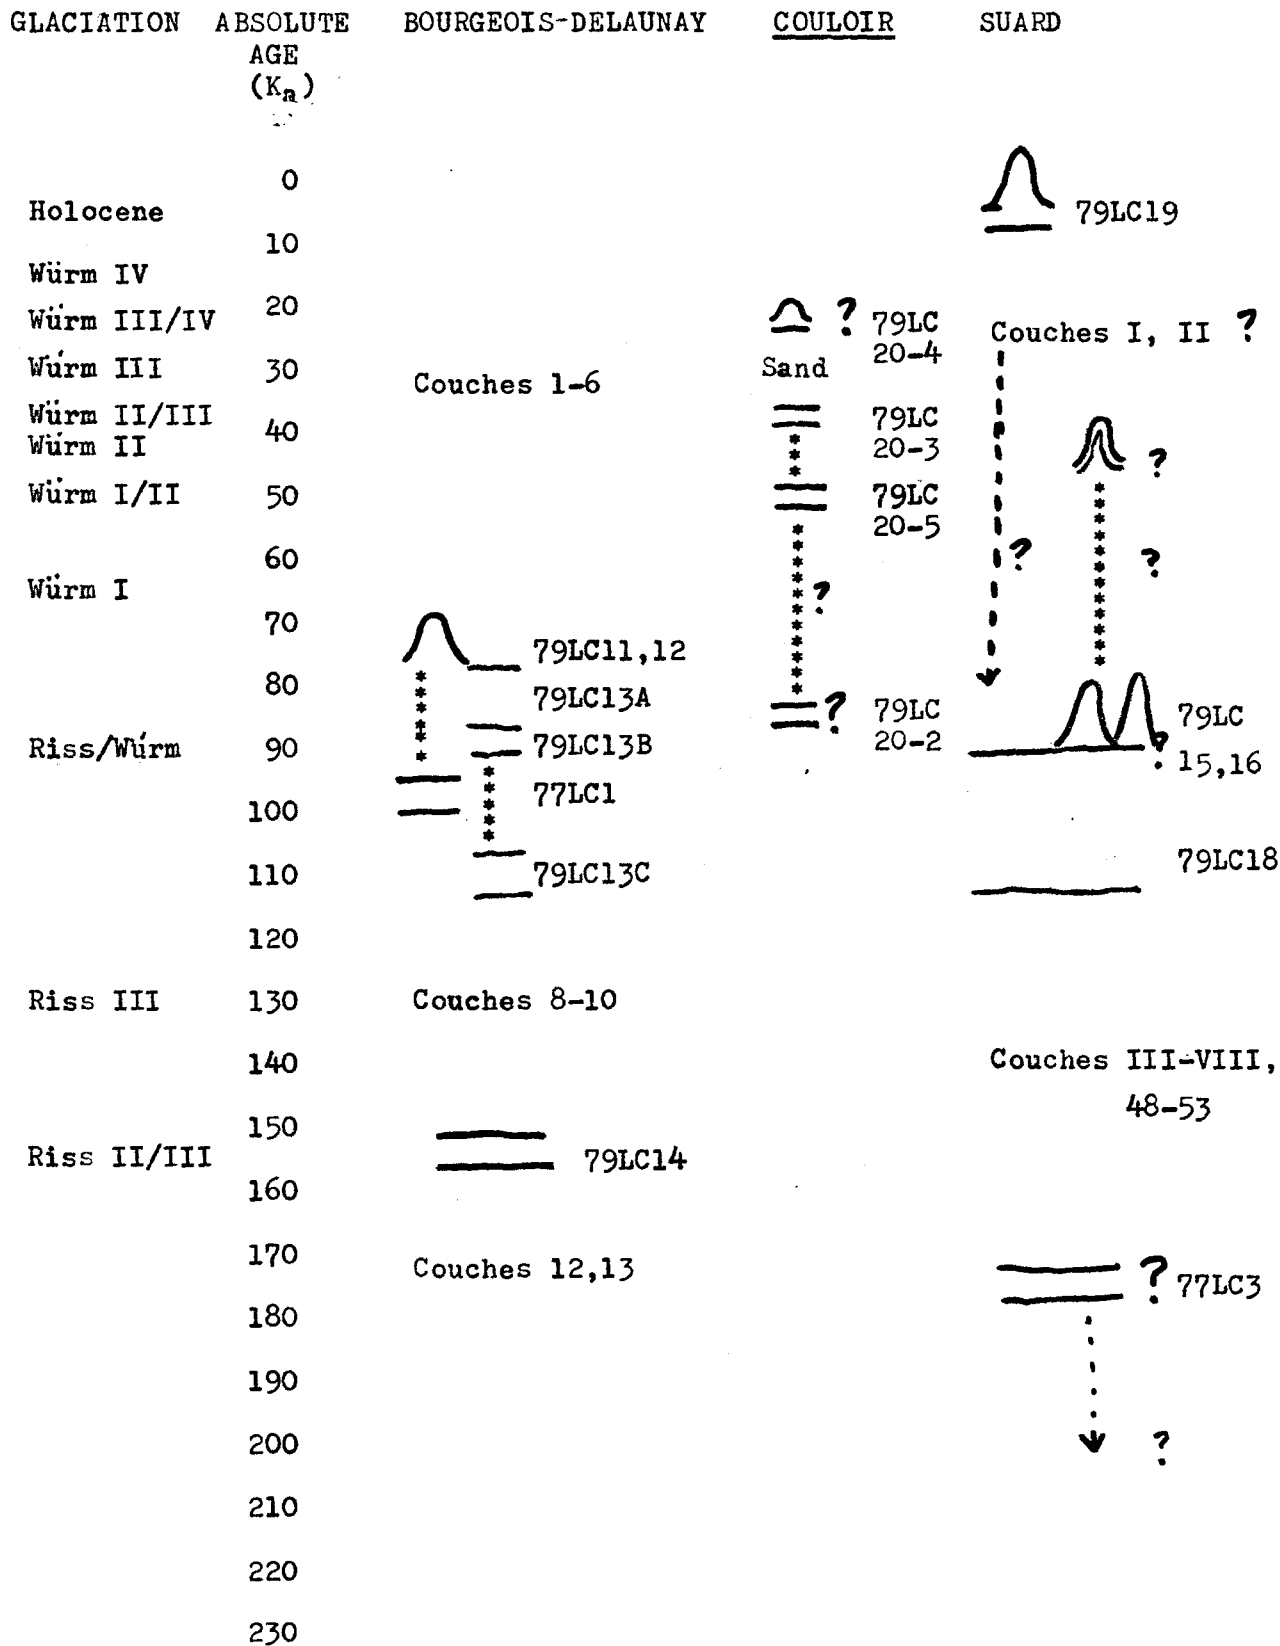 GLACIATION ABSOLUTE BOURGEOIS-DELAUNAY COULOIR SUARD
AGE
(Ka)
0
Holocene 79LC19
10
Würm IV
20
Würm III/IV ? 79LC Couches I, II ?
20-4
Würm III 30 Couches 1-6 Sand
Würm II/III 79LC
40
Würm II 20-3 ?
Würm I/II 50 79LC
20-5
60 ? ?
Würm I ?
70
79LC11,12
80 79LC13A ? 79LC 79LC
Riss/Würm 90 79LC13B 20-2 ? 15,16
77LC1
100
110 79LC13C 79LC18
120
Riss III 130 Couches 8-10
140 Couches III-VIII,
48-53
150
Riss II/III 79LC14
160
170 Couches 12,13
? 77LC3
180
190
200 ?
210
220
230